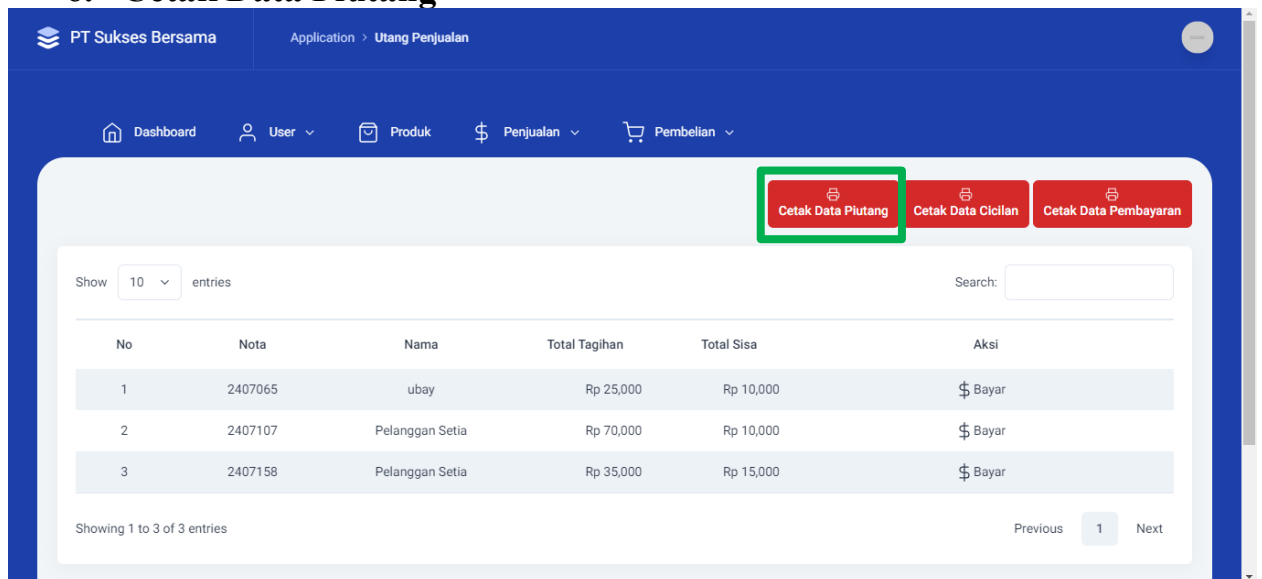 Cetak Data Piutang
PT Sukses Bersama
Application > Utang Penjualan
Dashboard User Produk $ Penjualan Pembelian
Cetak Data Piutang Cetak Data Cicilan Cetak Data Pembayaran
Show 10 entries Search:
No Nota Nama Total Tagihan Total Sisa Aksi
1 2407065 ubay Rp 25,000 Rp 10,000 $ Bayar
2 2407107 Pelanggan Setia Rp 70,000 Rp 10,000 $ Bayar
3 2407158 Pelanggan Setia Rp 35,000 Rp 15,000 $ Bayar
Showing 1 to 3 of 3 entries Previous 1 Next